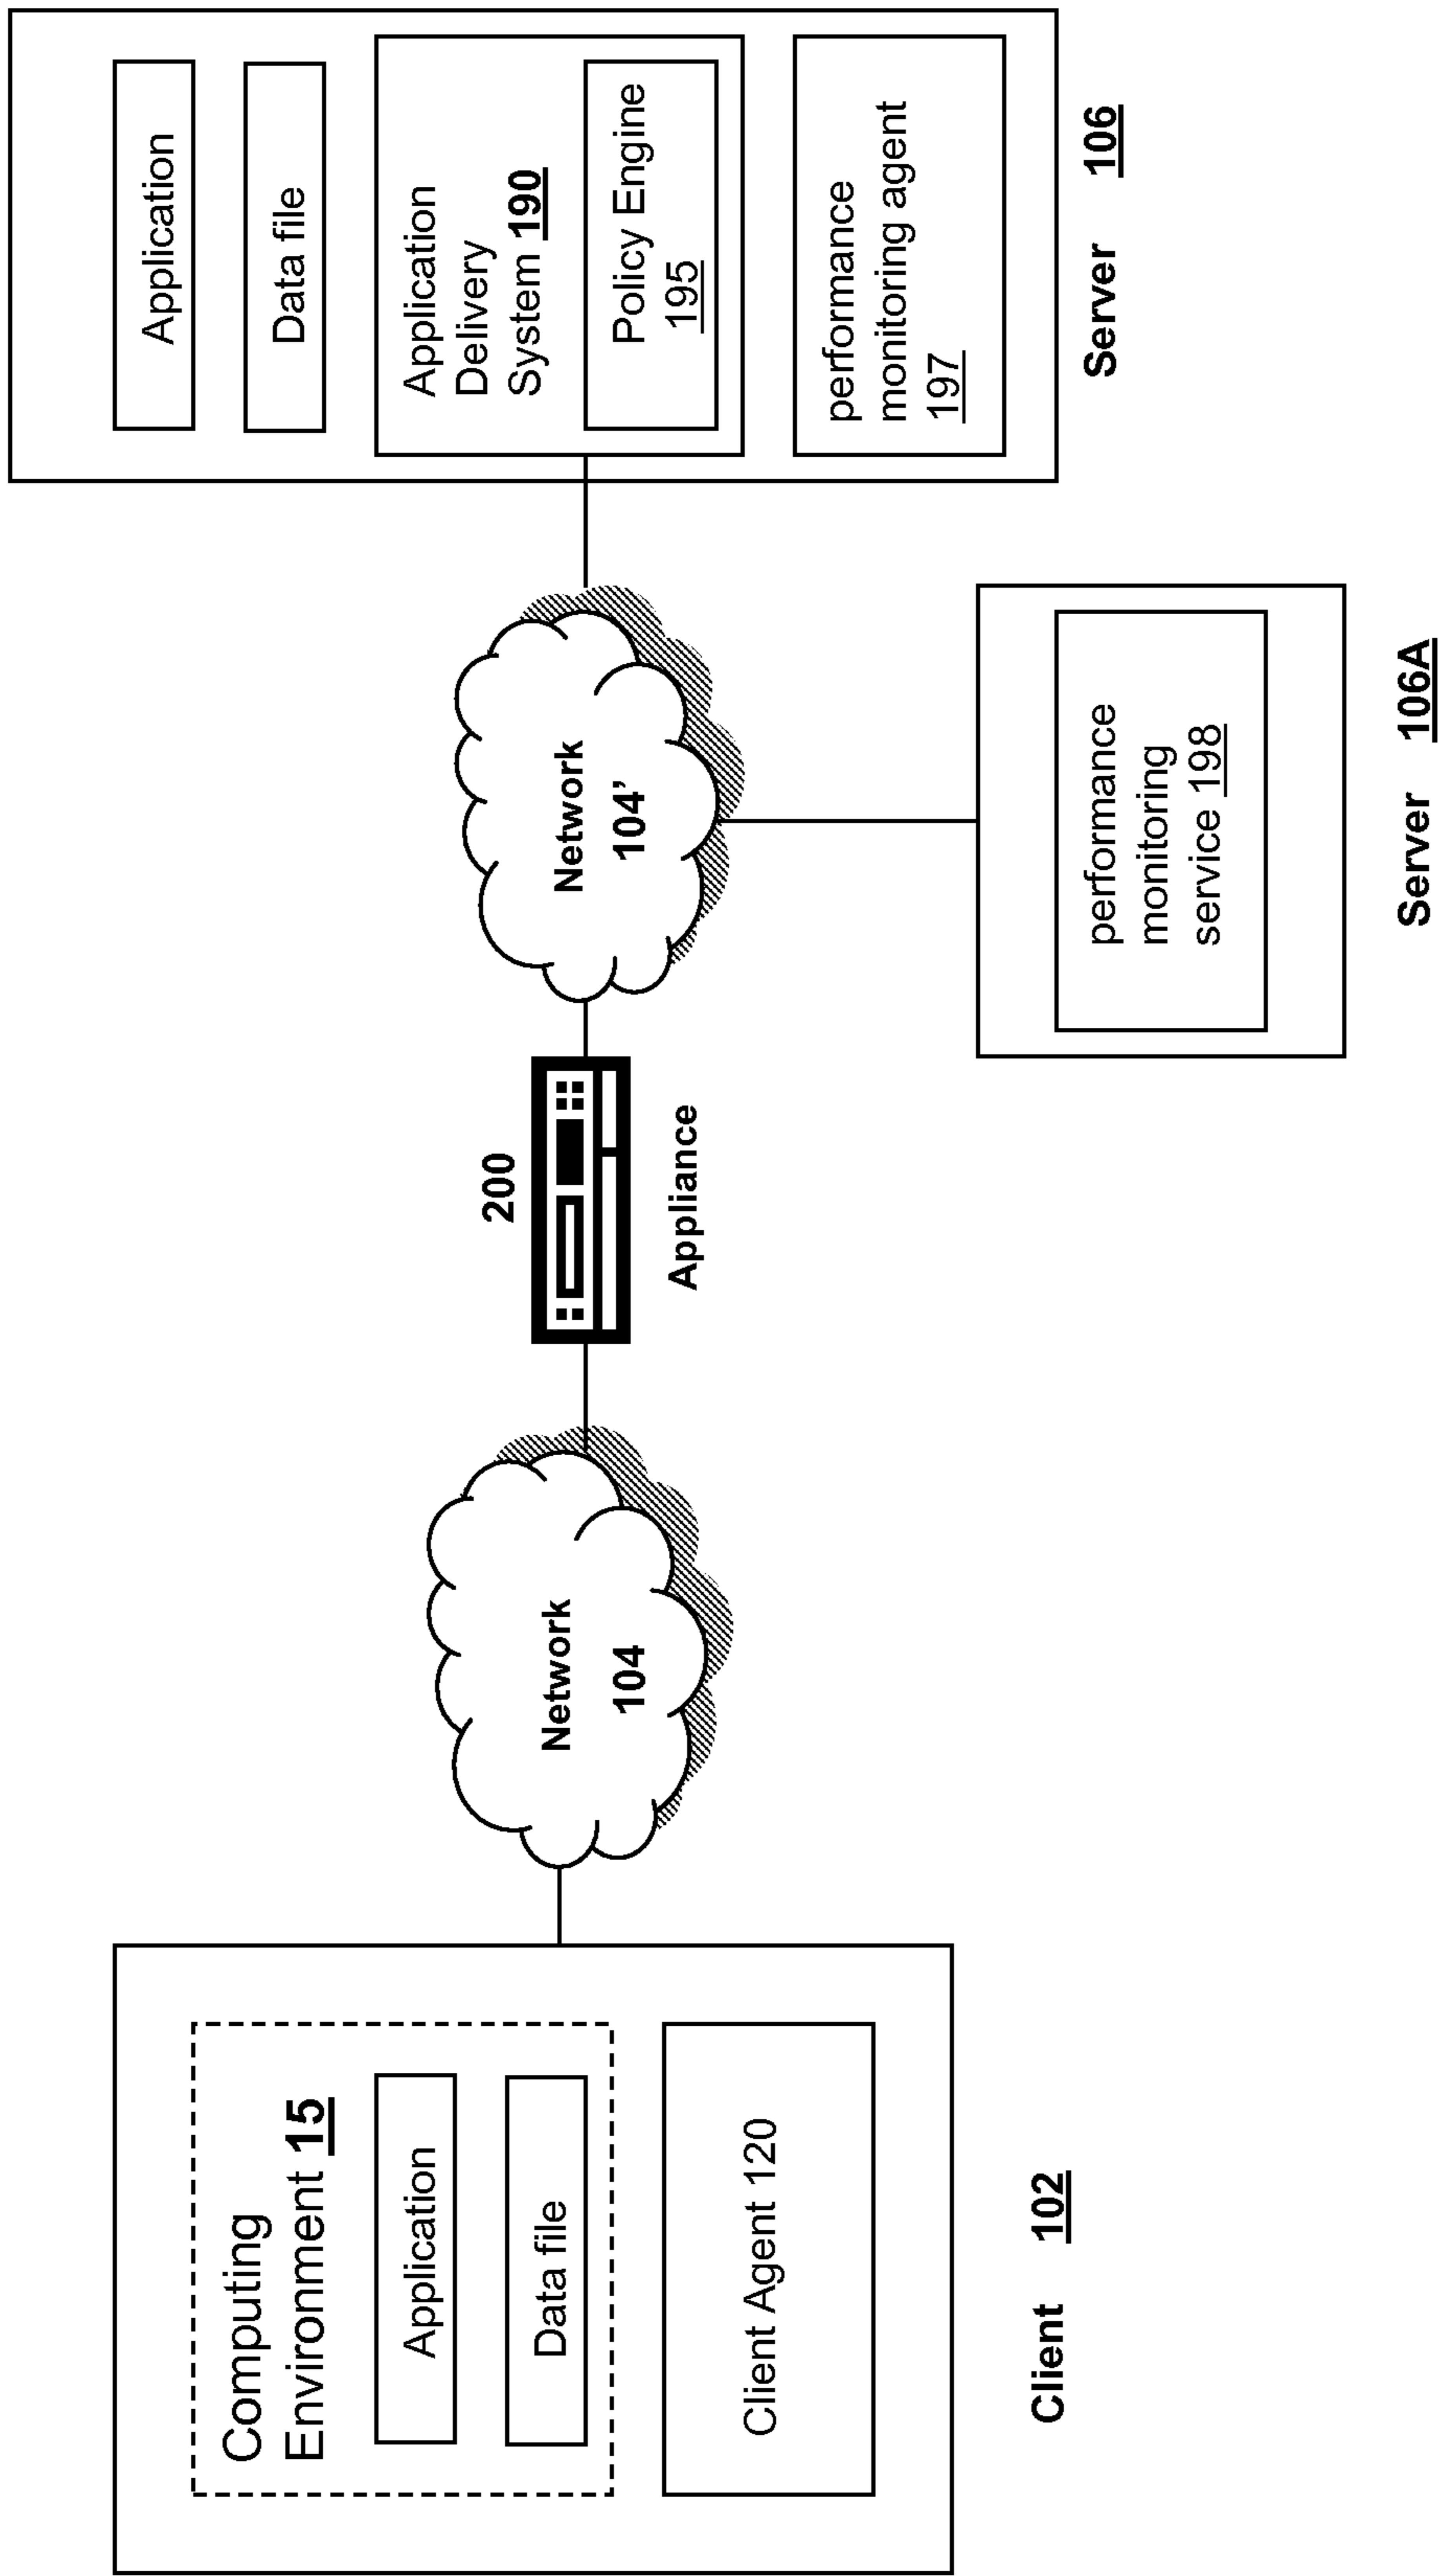 Computing
Environment 15
Application
Data file
Client Agent 120
Client 102
Network
104
200
Appliance
Network
104’
performance
monitoring
service 198
Server 106A
Application
Data file
Application
Delivery
System 190
Policy Engine
195
performance
monitoring agent
197
Server 106